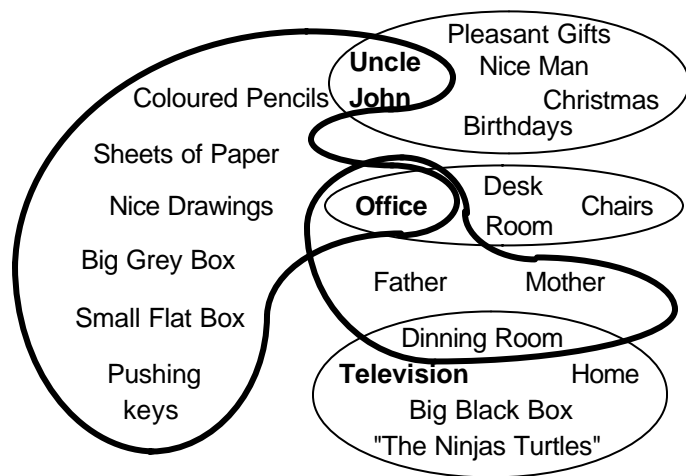 Pleasant Gifts
Uncle
John
Nice Man
Christmas
Birthdays
Coloured Pencils
Sheets of Paper
Nice Drawings
Big Grey Box
Small Flat Box
Pushing
keys
Office
Desk
Room
Chairs
Father
Mother
Dinning Room
Television
Home
Big Black Box
"The Ninjas Turtles"